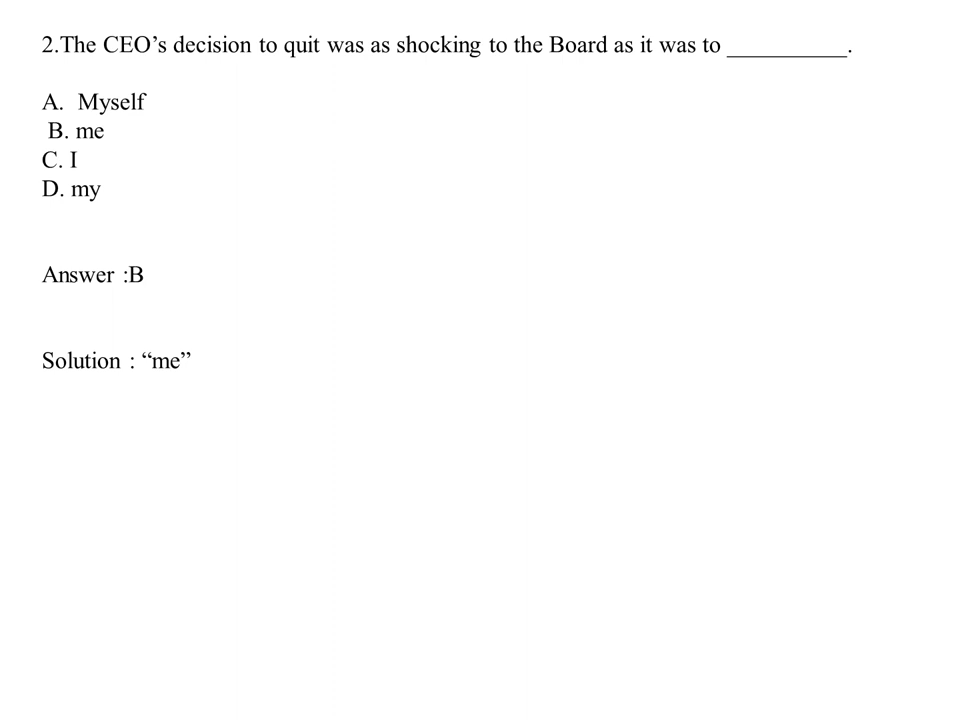 2.The CEO’s decision to quit was as shocking to the Board as it was to __________.
A. Myself
B. me
C. I
D. my
Answer :B
Solution : “me”